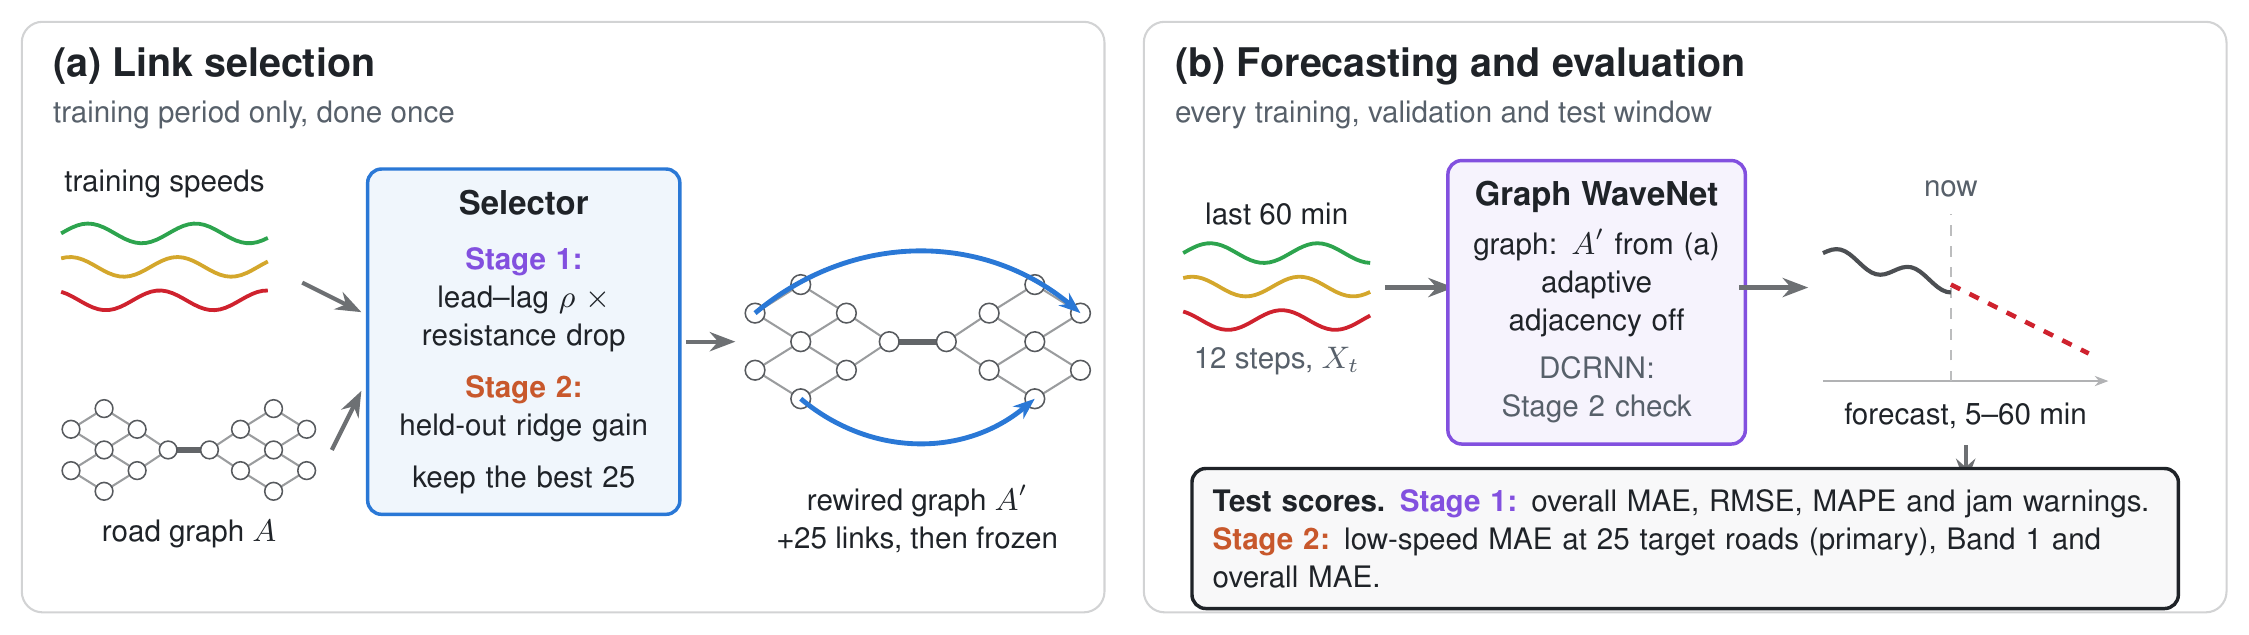 (a) Link selection
training period only, done once
training speeds
road graph A
Selector
Stage 1:
lead–lag ρ ×
resistance drop
Stage 2:
held-out ridge gain
keep the best 25
rewired graph A′
+25 links, then frozen
(b) Forecasting and evaluation
every training, validation and test window
last 60 min
12 steps, Xₜ
Graph WaveNet
graph: A′ from (a)
adaptive
adjacency off
DCRNN:
Stage 2 check
now
forecast, 5–60 min
Test scores. Stage 1: overall MAE, RMSE, MAPE and jam warnings.
Stage 2: low-speed MAE at 25 target roads (primary), Band 1 and
overall MAE.